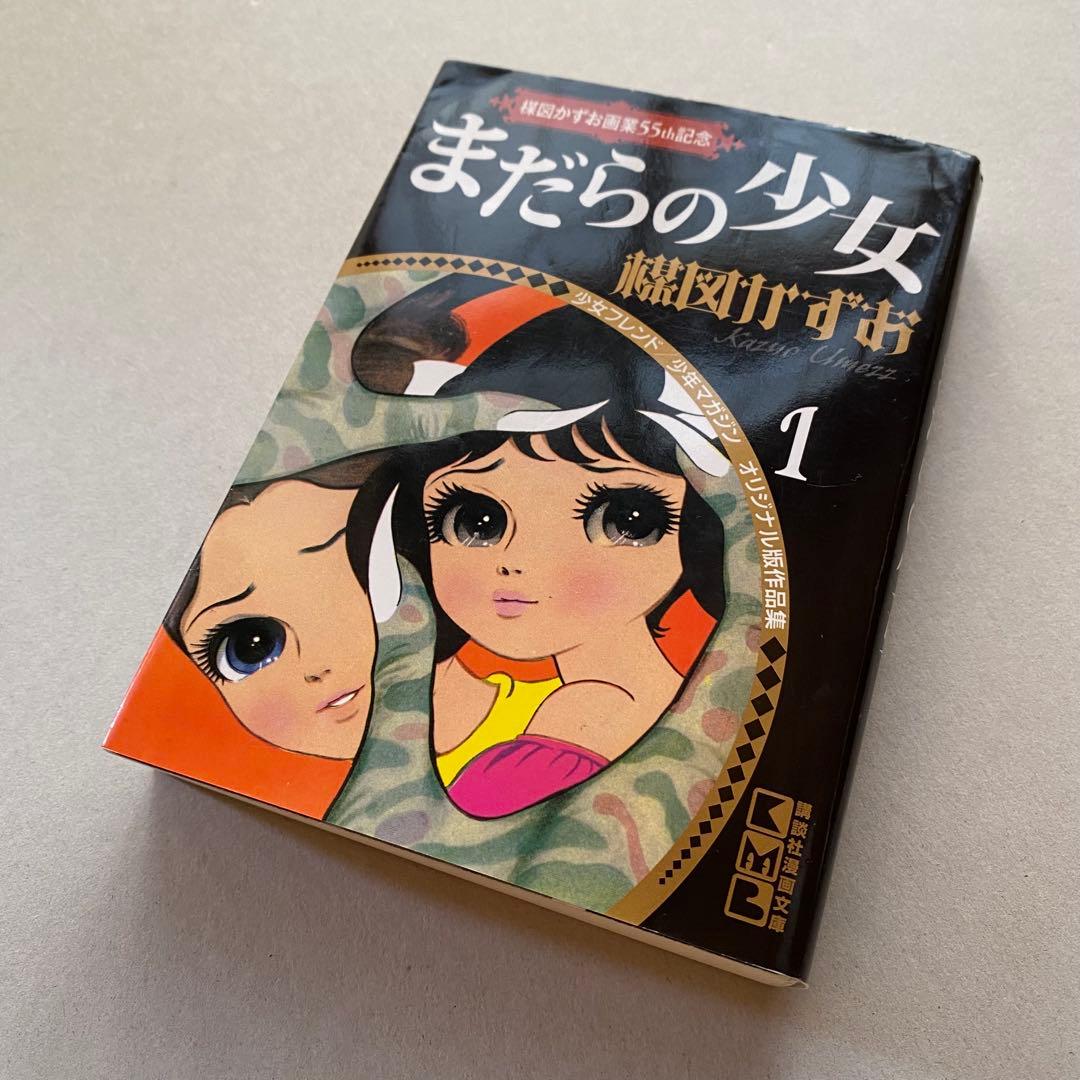 楳図かずお画業55th記念
まだらの少女
楳図かずお
Kazuo Umezz
少女フレンド/少年マガジン オリジナル版作品集
1
KMB
講談社漫画文庫